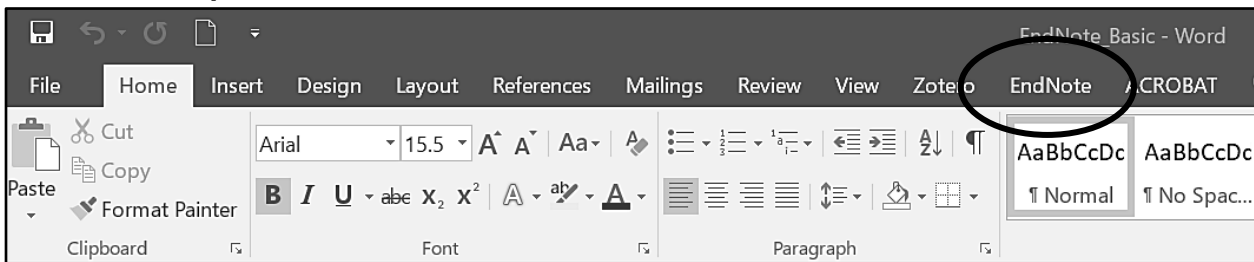 EndNote_Basic - Word
File Home Insert Design Layout References Mailings Review View Zotero EndNote ACROBAT
Cut
Copy
Paste
Format Painter
Clipboard
Arial 15.5 A A Aa
B I U abc X₂ X² A ab A
Font
A Z ¶
Paragraph
AaBbCcDc AaBbCcDc
¶ Normal ¶ No Spac...